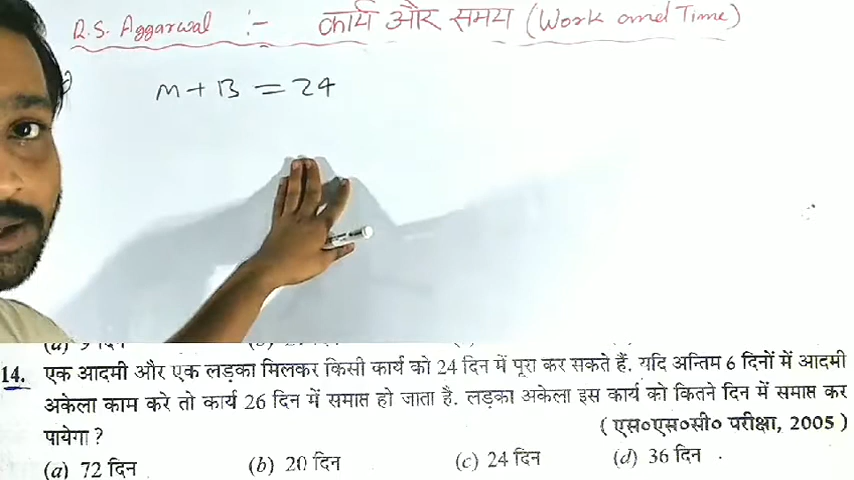 R.S. Aggarwal :- कार्य और समय (Work and Time)
M + B = 24
14. एक आदमी और एक लड़का मिलकर किसी कार्य को 24 दिन में पूरा कर सकते हैं. यदि अन्तिम 6 दिनों में आदमी
अकेला काम करे तो कार्य 26 दिन में समाप्त हो जाता है. लड़का अकेला इस कार्य को कितने दिन में समाप्त कर
पायेगा ? ( एस०एस०सी० परीक्षा, 2005 )
(a) 72 दिन (b) 20 दिन (c) 24 दिन (d) 36 दिन